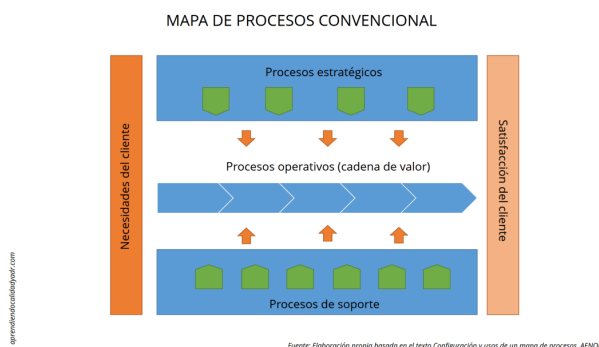 MAPA DE PROCESOS CONVENCIONAL
Necesidades del cliente
Procesos estratégicos
Procesos operativos (cadena de valor)
Procesos de soporte
Satisfacción del cliente
aprendiendocalidadyadr.com
Fuente: Elaboración propia basada en el texto Configuración y usos de un mapa de procesos. AENOR